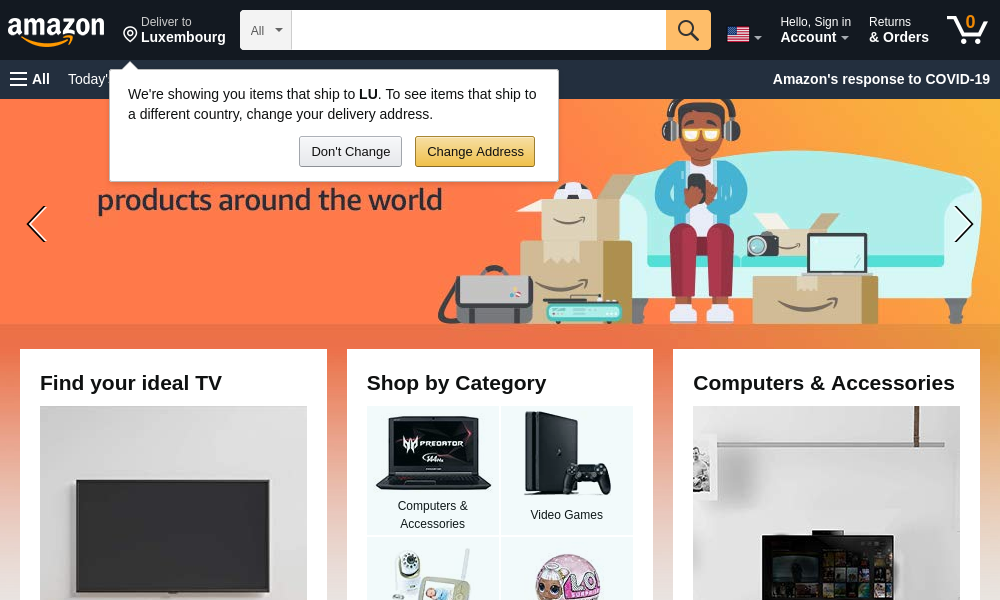 amazon
Deliver to
Luxembourg
All
Hello, Sign in
Account
Returns
& Orders
0
All
Today'
Amazon's response to COVID-19
We're showing you items that ship to LU. To see items that ship to
a different country, change your delivery address.
Don't Change
Change Address
products around the world
Find your ideal TV
Shop by Category
Computers & Accessories
PREDATOR
144Hz
Computers &
Accessories
Video Games